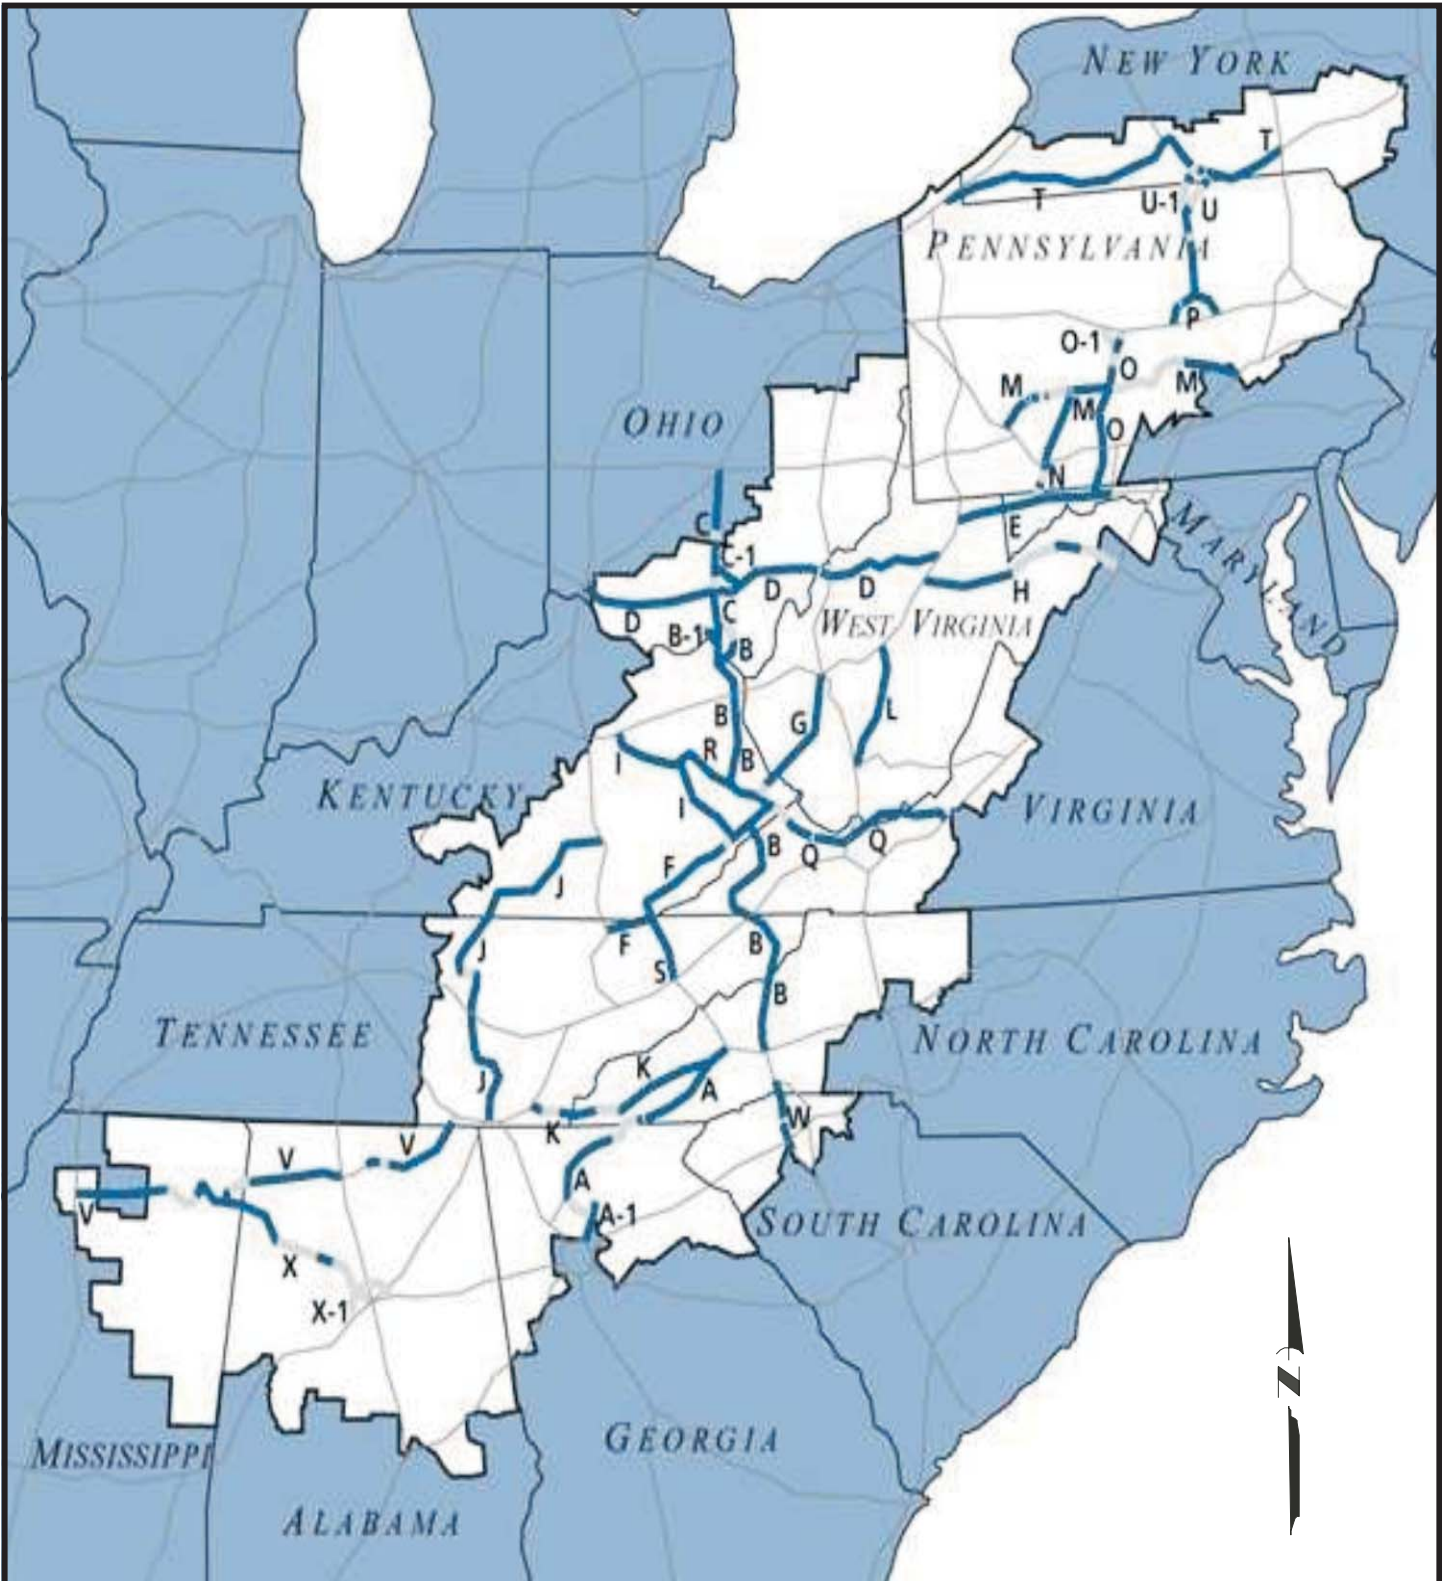 NEW YORK
T
T
U-1
U
PENNSYLVANIA
P
O-1
O
M
M
M
O
OHIO
N
C
E
MARYLAND
C-1
D
D
H
D
C
WEST VIRGINIA
B-1
B
L
B
G
R
B
I
KENTUCKY
I
VIRGINIA
B
Q
Q
F
J
F
B
J
S
B
TENNESSEE
NORTH CAROLINA
K
J
A
W
K
V
V
A
V
A-1
SOUTH CAROLINA
X
X-1
N
GEORGIA
MISSISSIPPI
ALABAMA